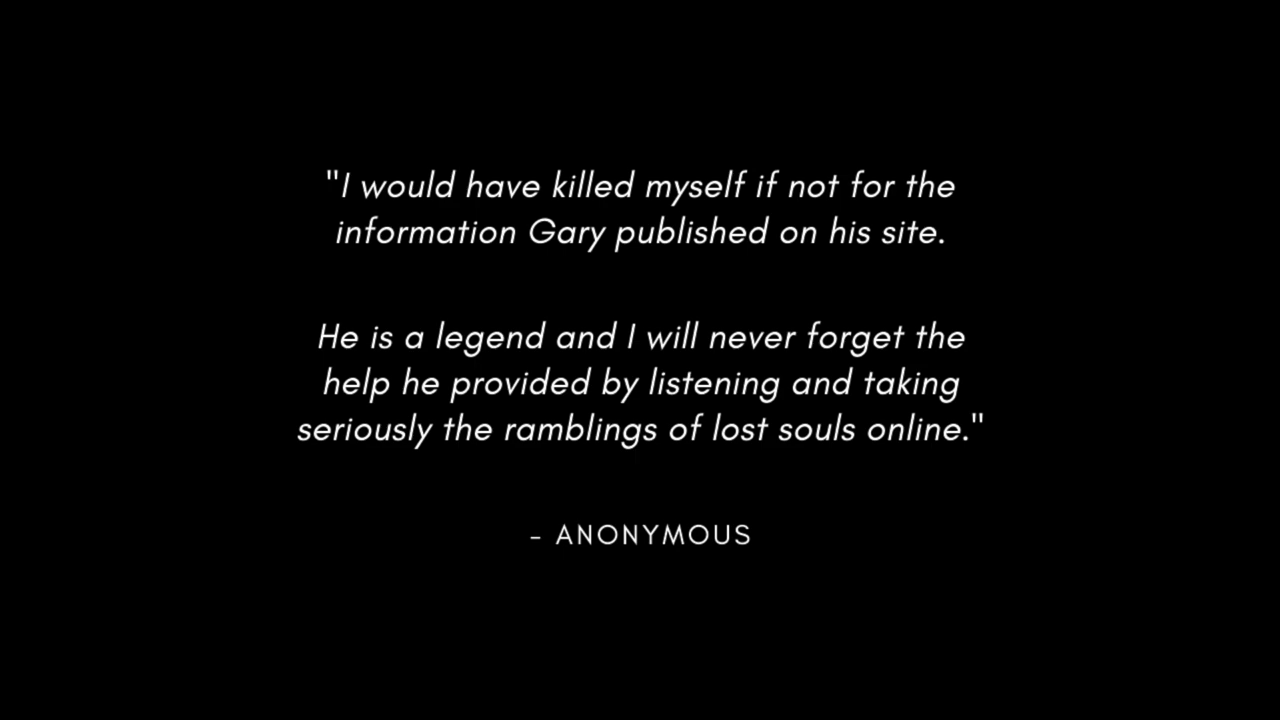 "I would have killed myself if not for the
information Gary published on his site.
He is a legend and I will never forget the
help he provided by listening and taking
seriously the ramblings of lost souls online."
- ANONYMOUS